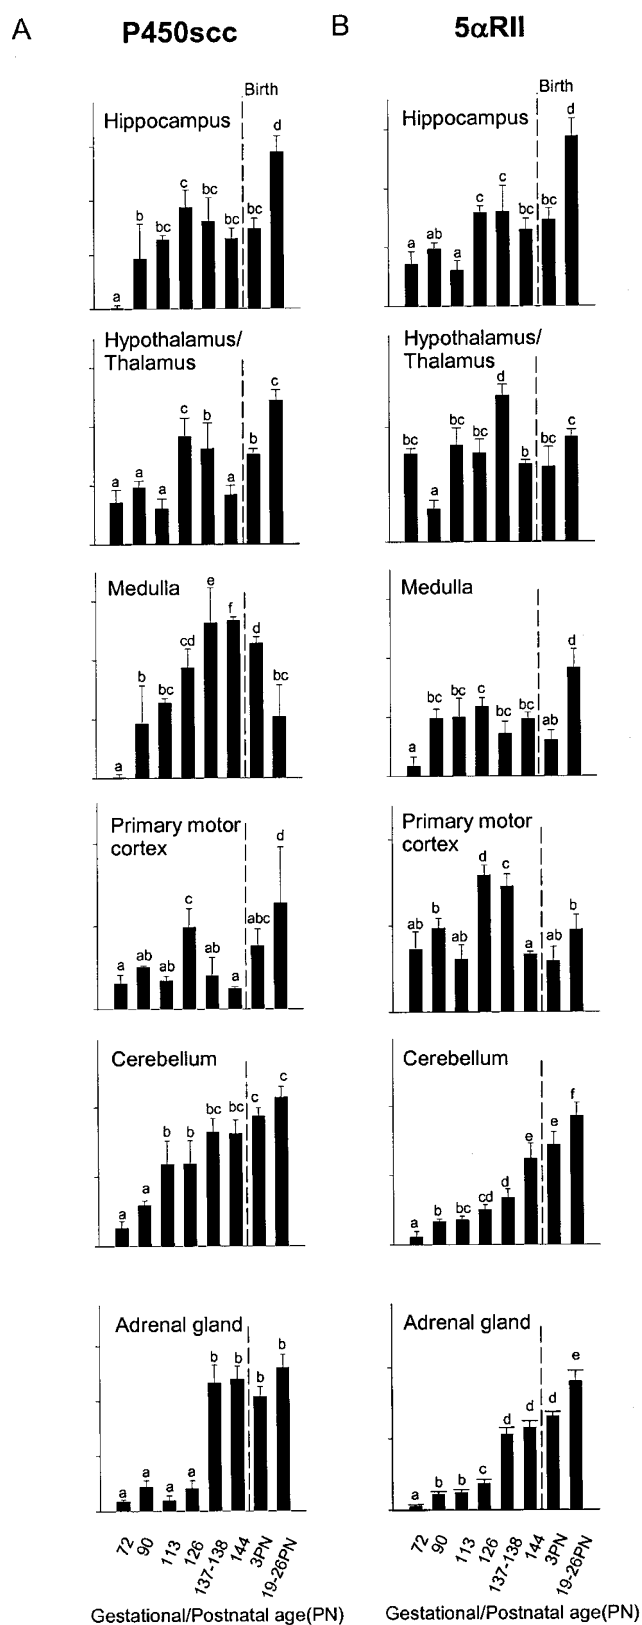 A P450scc B 5αRII
Birth Birth
Hippocampus Hippocampus
a b bc c bc bc bc d
a ab a c c bc bc d
Hypothalamus/
Thalamus
Hypothalamus/
Thalamus
a a a c b a b c
bc a bc bc d b bc c
Medulla Medulla
a b bc cd e f d bc
a bc bc c bc bc ab d
Primary motor
cortex
Primary motor
cortex
a ab ab c ab a abc d
ab b ab d c a ab b
Cerebellum Cerebellum
a a b b bc bc c c
a b bc cd d e e f
Adrenal gland Adrenal gland
a a a a b b b b
a b b c d d d e
72 90 113 126 137-138 144 3PN 19-26PN
72 90 113 126 137-138 144 3PN 19-26PN
Gestational/Postnatal age(PN) Gestational/Postnatal age(PN)